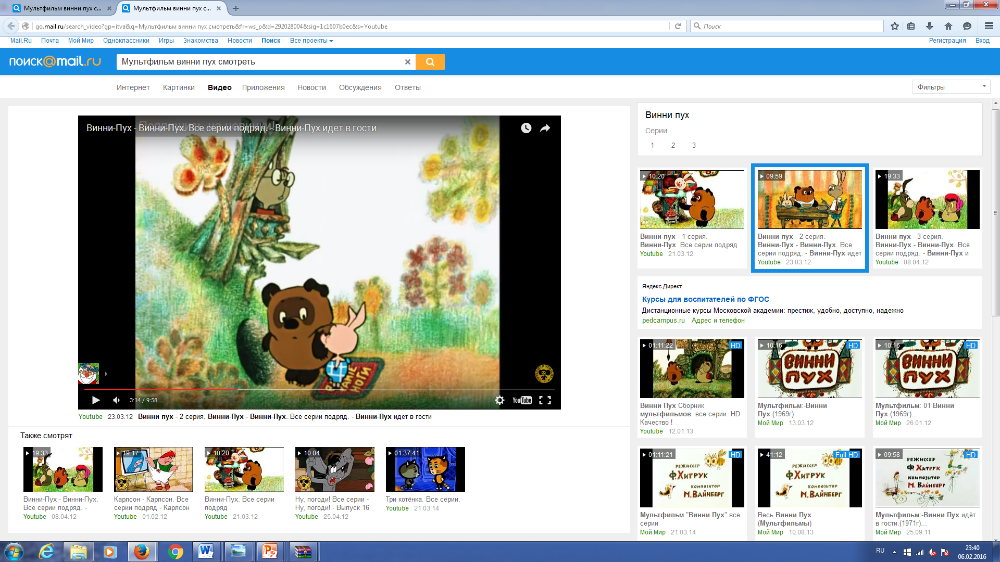 Мультфильм винни пух с...
Мультфильм винни пух с...
go.mail.ru/search_video?gp=itva&q=Мультфильм винни пух смотреть&fr=ws_p&d=292028004&sig=1c1607b0ec&s=Youtube
Поиск
Mail.Ru Почта Мой Мир Одноклассники Игры Знакомства Новости Поиск Все проекты
Регистрация Вход
поиск@mail.ru
Мультфильм винни пух смотреть
Интернет Картинки Видео Приложения Новости Обсуждения Ответы
Фильтры
Винни-Пух - Винни-Пух. Все серии подряд. - Винни-Пух идет в гости
НОГИ
3:14 / 9:58
YouTube
Youtube 23.03.12 Винни пух - 2 серия. Винни-Пух - Винни-Пух. Все серии подряд. - Винни-Пух идет в гости
Также смотрят
19:33
Винни-Пух - Винни-Пух.
Все серии подряд. -
Youtube 08.04.12
19:17
Карлсон - Карлсон. Все
серии подряд - Карлсон
Youtube 01.02.12
10:20
Винни-Пух. Все серии
подряд
Youtube 21.03.12
10:04
Ну, погоди! Все серии -
Ну, погоди! - Выпуск 16
Youtube 25.04.12
01:37:41
Три котёнка. Все серии.
Youtube 21.03.14
Винни пух
Серии
1 2 3
10:20
Винни пух - 1 серия.
Винни-Пух. Все серии подряд
Youtube 21.03.12
09:59
Винни пух - 2 серия.
Винни-Пух - Винни-Пух. Все
серии подряд. - Винни-Пух идет
Youtube 23.03.12
19:33
Винни пух - 3 серия.
Винни-Пух - Винни-Пух. Все
серии подряд. - Винни-Пух и
Youtube 08.04.12
Яндекс.Директ
Курсы для воспитателей по ФГОС
Дистанционные курсы Московской академии: престиж, удобно, доступно, надежно
pedcampus.ru Адрес и телефон
01:11:22 HD
Винни Пух Сборник
мультфильмов. все серии. HD
Качество !
Youtube 12.01.13
10:16 HD
ВИННИ
ПУХ
Мультфильм:-Винни
Пух.(1969г)...
Мой Мир 13.03.12
10:16 HD
ВИННИ
ПУХ
Мультфильм: 01 Винни
Пух.(1969г)...
Мой Мир 26.01.12
01:11:21 HD
РЕЖИССЕР
Ф. ХИТРУК
КОМПОЗИТОР
М. ВАЙНБЕРГ
Мультфильм "Винни Пух" все
серии
Мой Мир 21.03.14
41:12 Full HD
РЕЖИССЕР
Ф. ХИТРУК
КОМПОЗИТОР
М. ВАЙНБЕРГ
Весь Винни Пух
(Мультфильмы)
Мой Мир 10.08.13
09:58 HD
РЕЖИССЕР
Ф. ХИТРУК
КОМПОЗИТОР
М. ВАЙНБЕРГ
Мультфильм:-Винни Пух идёт
в гости.(1971г)...
Мой Мир 25.09.11
RU
23:40
06.02.2016